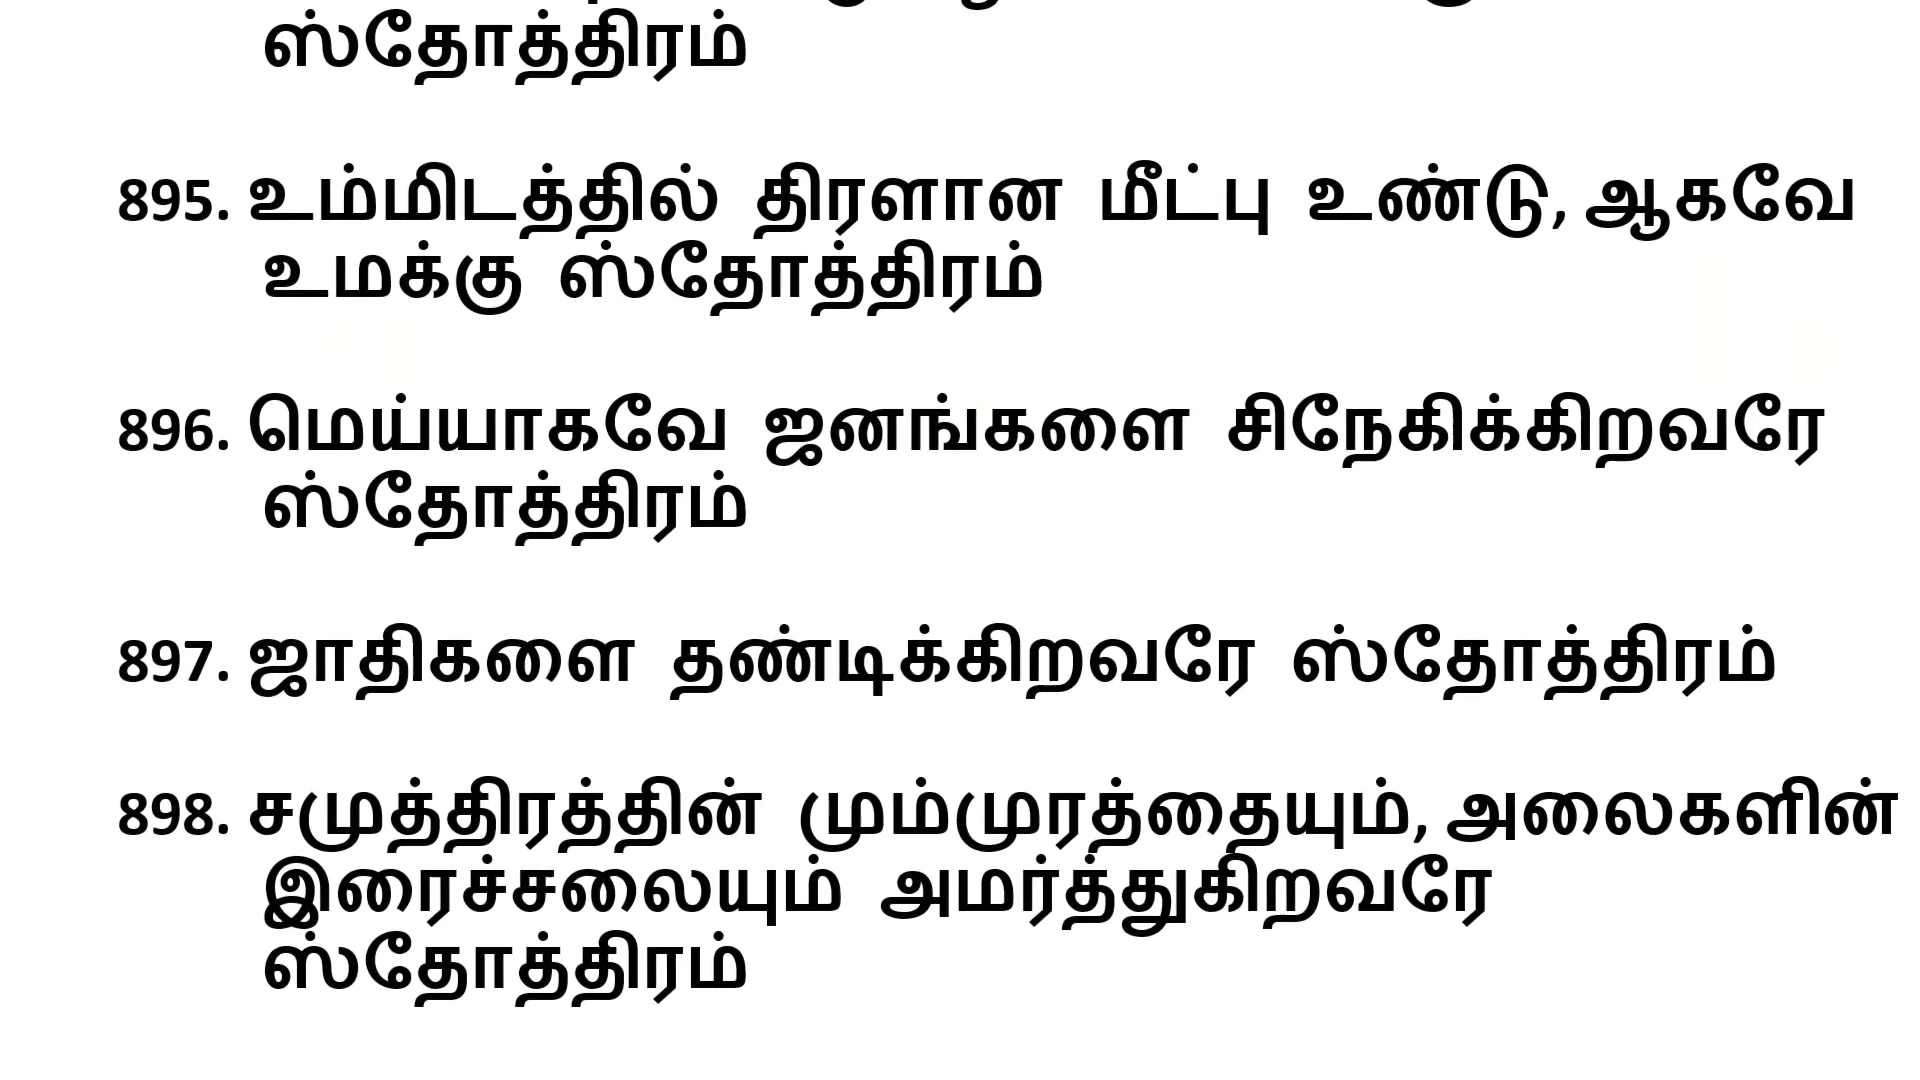 ஸ்தோத்திரம்
895. உம்மிடத்தில் திரளான மீட்பு உண்டு, ஆகவே
உமக்கு ஸ்தோத்திரம்
896. மெய்யாகவே ஜனங்களை சிநேகிக்கிறவரே
ஸ்தோத்திரம்
897. ஜாதிகளை தண்டிக்கிறவரே ஸ்தோத்திரம்
898. சமுத்திரத்தின் மும்முரத்தையும், அலைகளின்
இரைச்சலையும் அமர்த்துகிறவரே
ஸ்தோத்திரம்